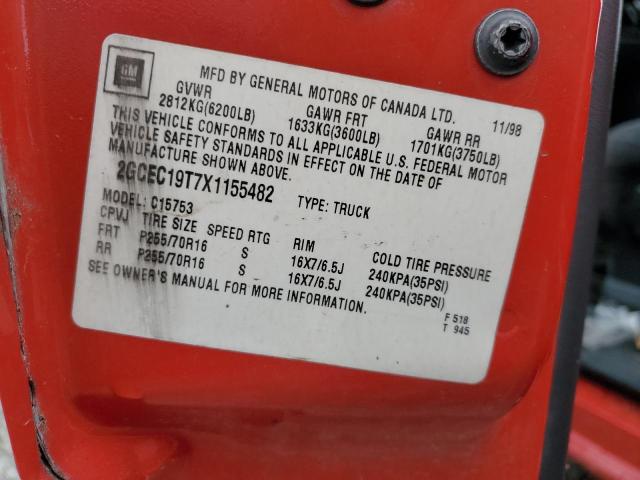 GM
MFD BY GENERAL MOTORS OF CANADA LTD. 11/98
GVWR GAWR FRT GAWR RR
2812KG(6200LB) 1633KG(3600LB) 1701KG(3750LB)
THIS VEHICLE CONFORMS TO ALL APPLICABLE U.S. FEDERAL MOTOR
VEHICLE SAFETY STANDARDS IN EFFECT ON THE DATE OF
MANUFACTURE SHOWN ABOVE.
2GCEC19T7X1155482 TYPE: TRUCK
MODEL: C15753
CPVJ TIRE SIZE SPEED RTG RIM COLD TIRE PRESSURE
FRT P255/70R16 S 16X7/6.5J 240KPA(35PSI)
RR P255/70R16 S 16X7/6.5J 240KPA(35PSI)
SEE OWNER'S MANUAL FOR MORE INFORMATION.
F 518
T 945